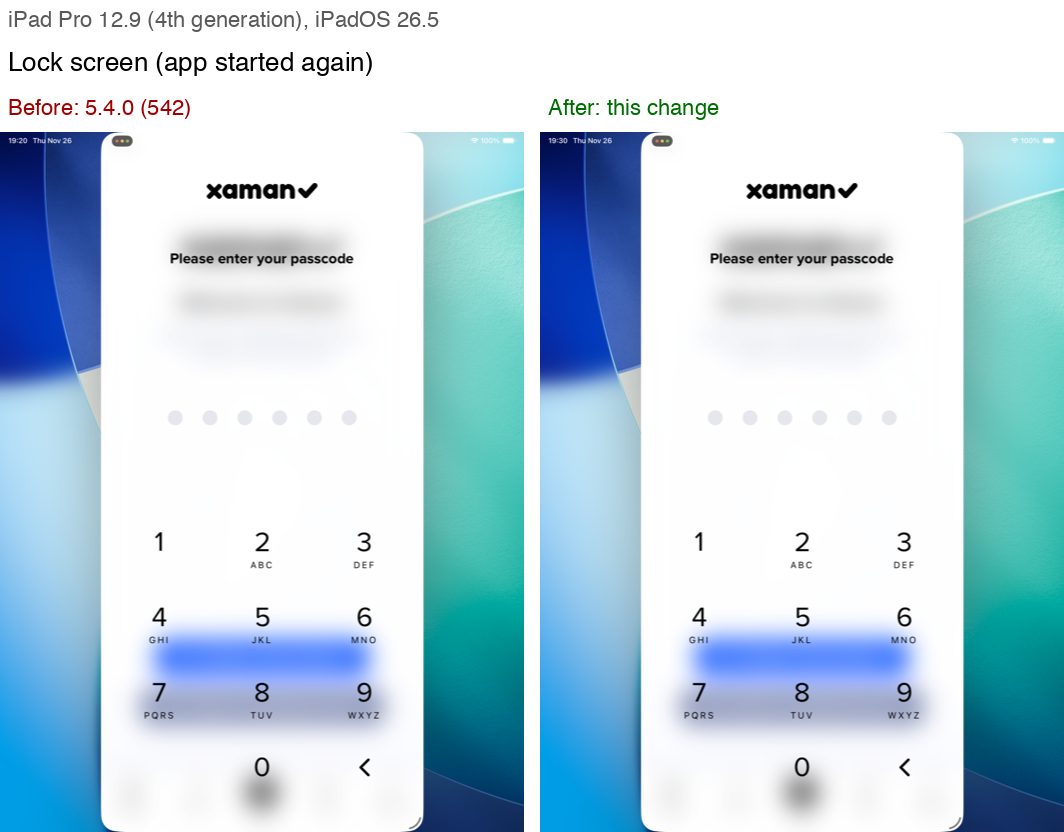 iPad Pro 12.9 (4th generation), iPadOS 26.5
Lock screen (app started again)
Before: 5.4.0 (542)
After: this change
19:20 Thu Nov 26
100%
xaman
Please enter your passcode
1
2
3
ABC
DEF
4
5
6
GHI
JKL
MNO
7
8
9
PQRS
TUV
WXYZ
0
19:30 Thu Nov 26
100%
xaman
Please enter your passcode
1
2
3
ABC
DEF
4
5
6
GHI
JKL
MNO
7
8
9
PQRS
TUV
WXYZ
0